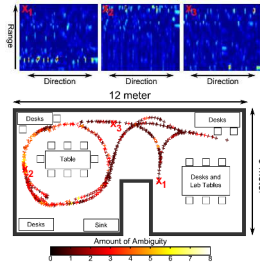 X1
X2
X3
Range
Direction
Direction
Direction
12 meter
Desks
Desks
X3
X2
Table
X1
Desks and
Lab Tables
Desks
Sink
Amount of Ambiguity
0 1 2 3 4 5 6 7 8